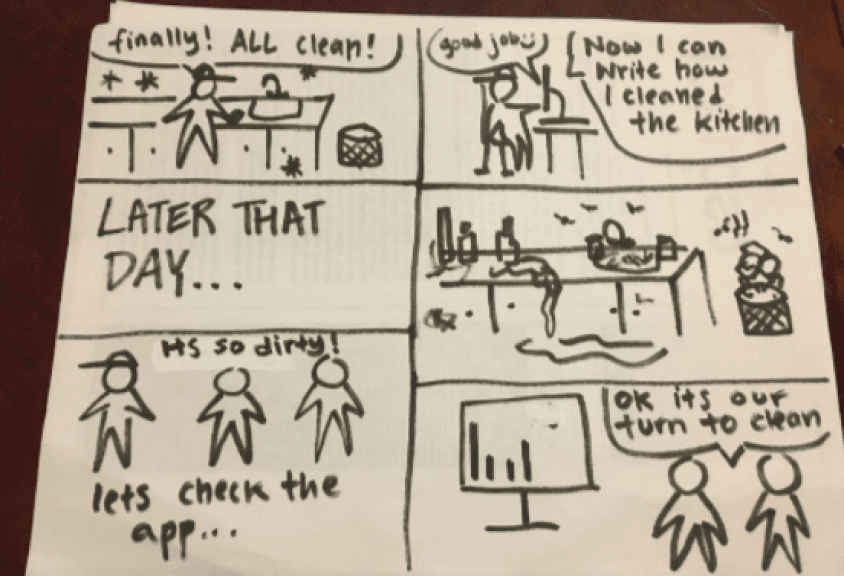 finally! ALL clean!
good job :)
Now I can
write how
I cleaned
the kitchen
LATER THAT
DAY...
its so dirty!
lets check the
app...
OK its our
turn to clean